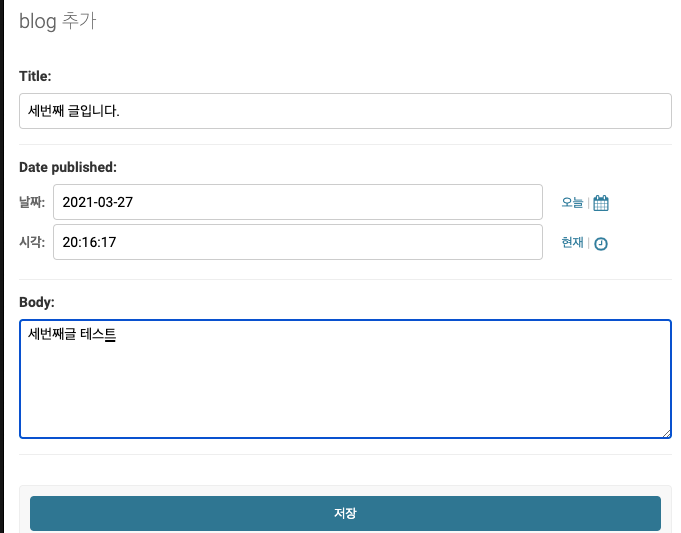 blog 추가
Title:
세번째 글입니다.
Date published:
날짜: 2021-03-27 오늘 |
시각: 20:16:17 현재 |
Body:
세번째글 테스트
저장